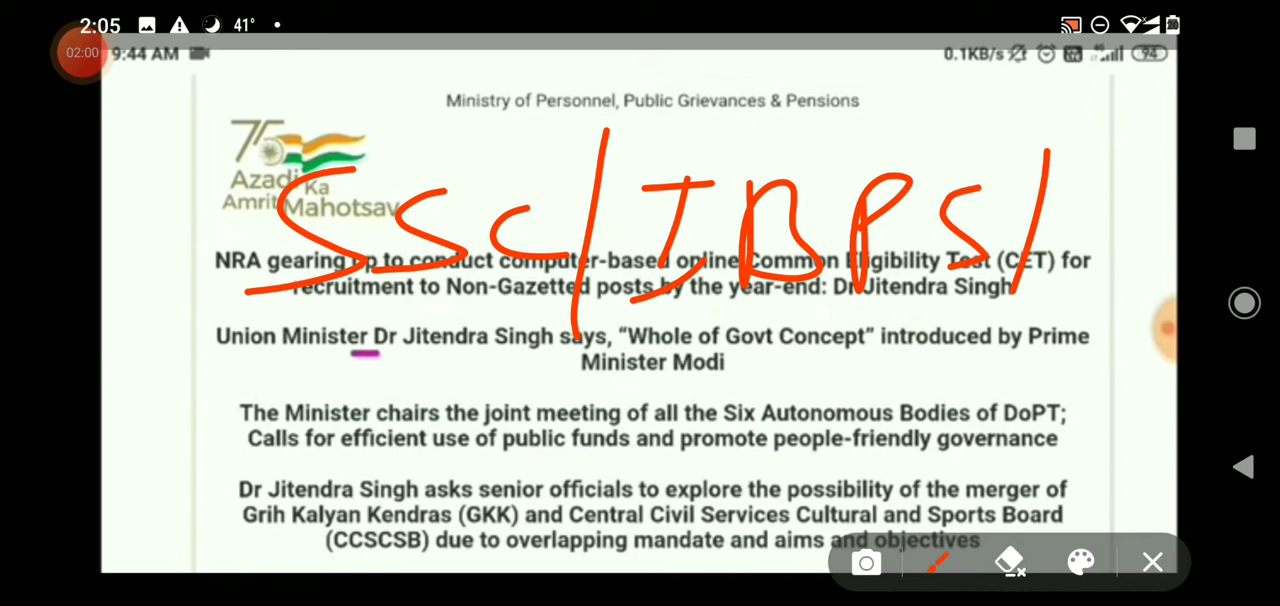 2:05 41°
02:00 9:44 AM 0.1KB/s 4G 94
Ministry of Personnel, Public Grievances & Pensions
75
Azadi Ka
Amrit Mahotsav
SSC/IBPS/
NRA gearing up to conduct computer-based online Common Eligibility Test (CET) for
recruitment to Non-Gazetted posts by the year-end: Dr Jitendra Singh
Union Minister Dr Jitendra Singh says, “Whole of Govt Concept” introduced by Prime
Minister Modi
The Minister chairs the joint meeting of all the Six Autonomous Bodies of DoPT;
Calls for efficient use of public funds and promote people-friendly governance
Dr Jitendra Singh asks senior officials to explore the possibility of the merger of
Grih Kalyan Kendras (GKK) and Central Civil Services Cultural and Sports Board
(CCSCSB) due to overlapping mandate and aims and objectives